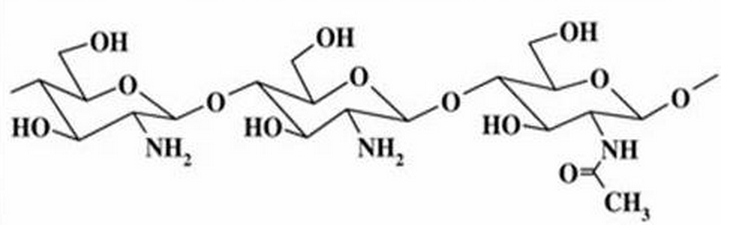 OH OH OH
O O O
O O O
HO HO HO
NH₂ NH₂ NH
O
CH₃